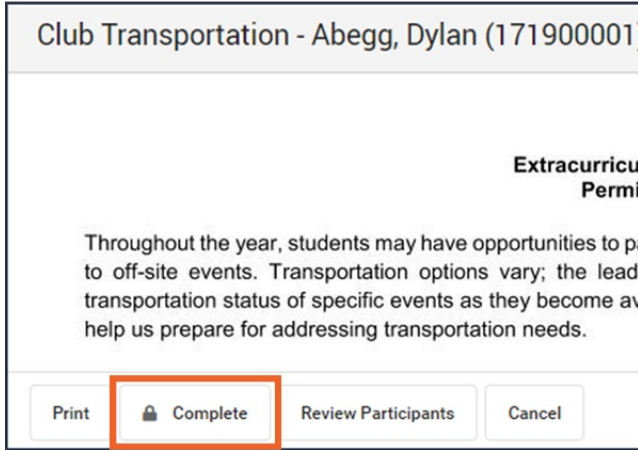 Club Transportation - Abegg, Dylan (171900001)
Extracurricu
Permi
Throughout the year, students may have opportunities to pa
to off-site events. Transportation options vary; the lead
transportation status of specific events as they become av
help us prepare for addressing transportation needs.
Print Complete Review Participants Cancel